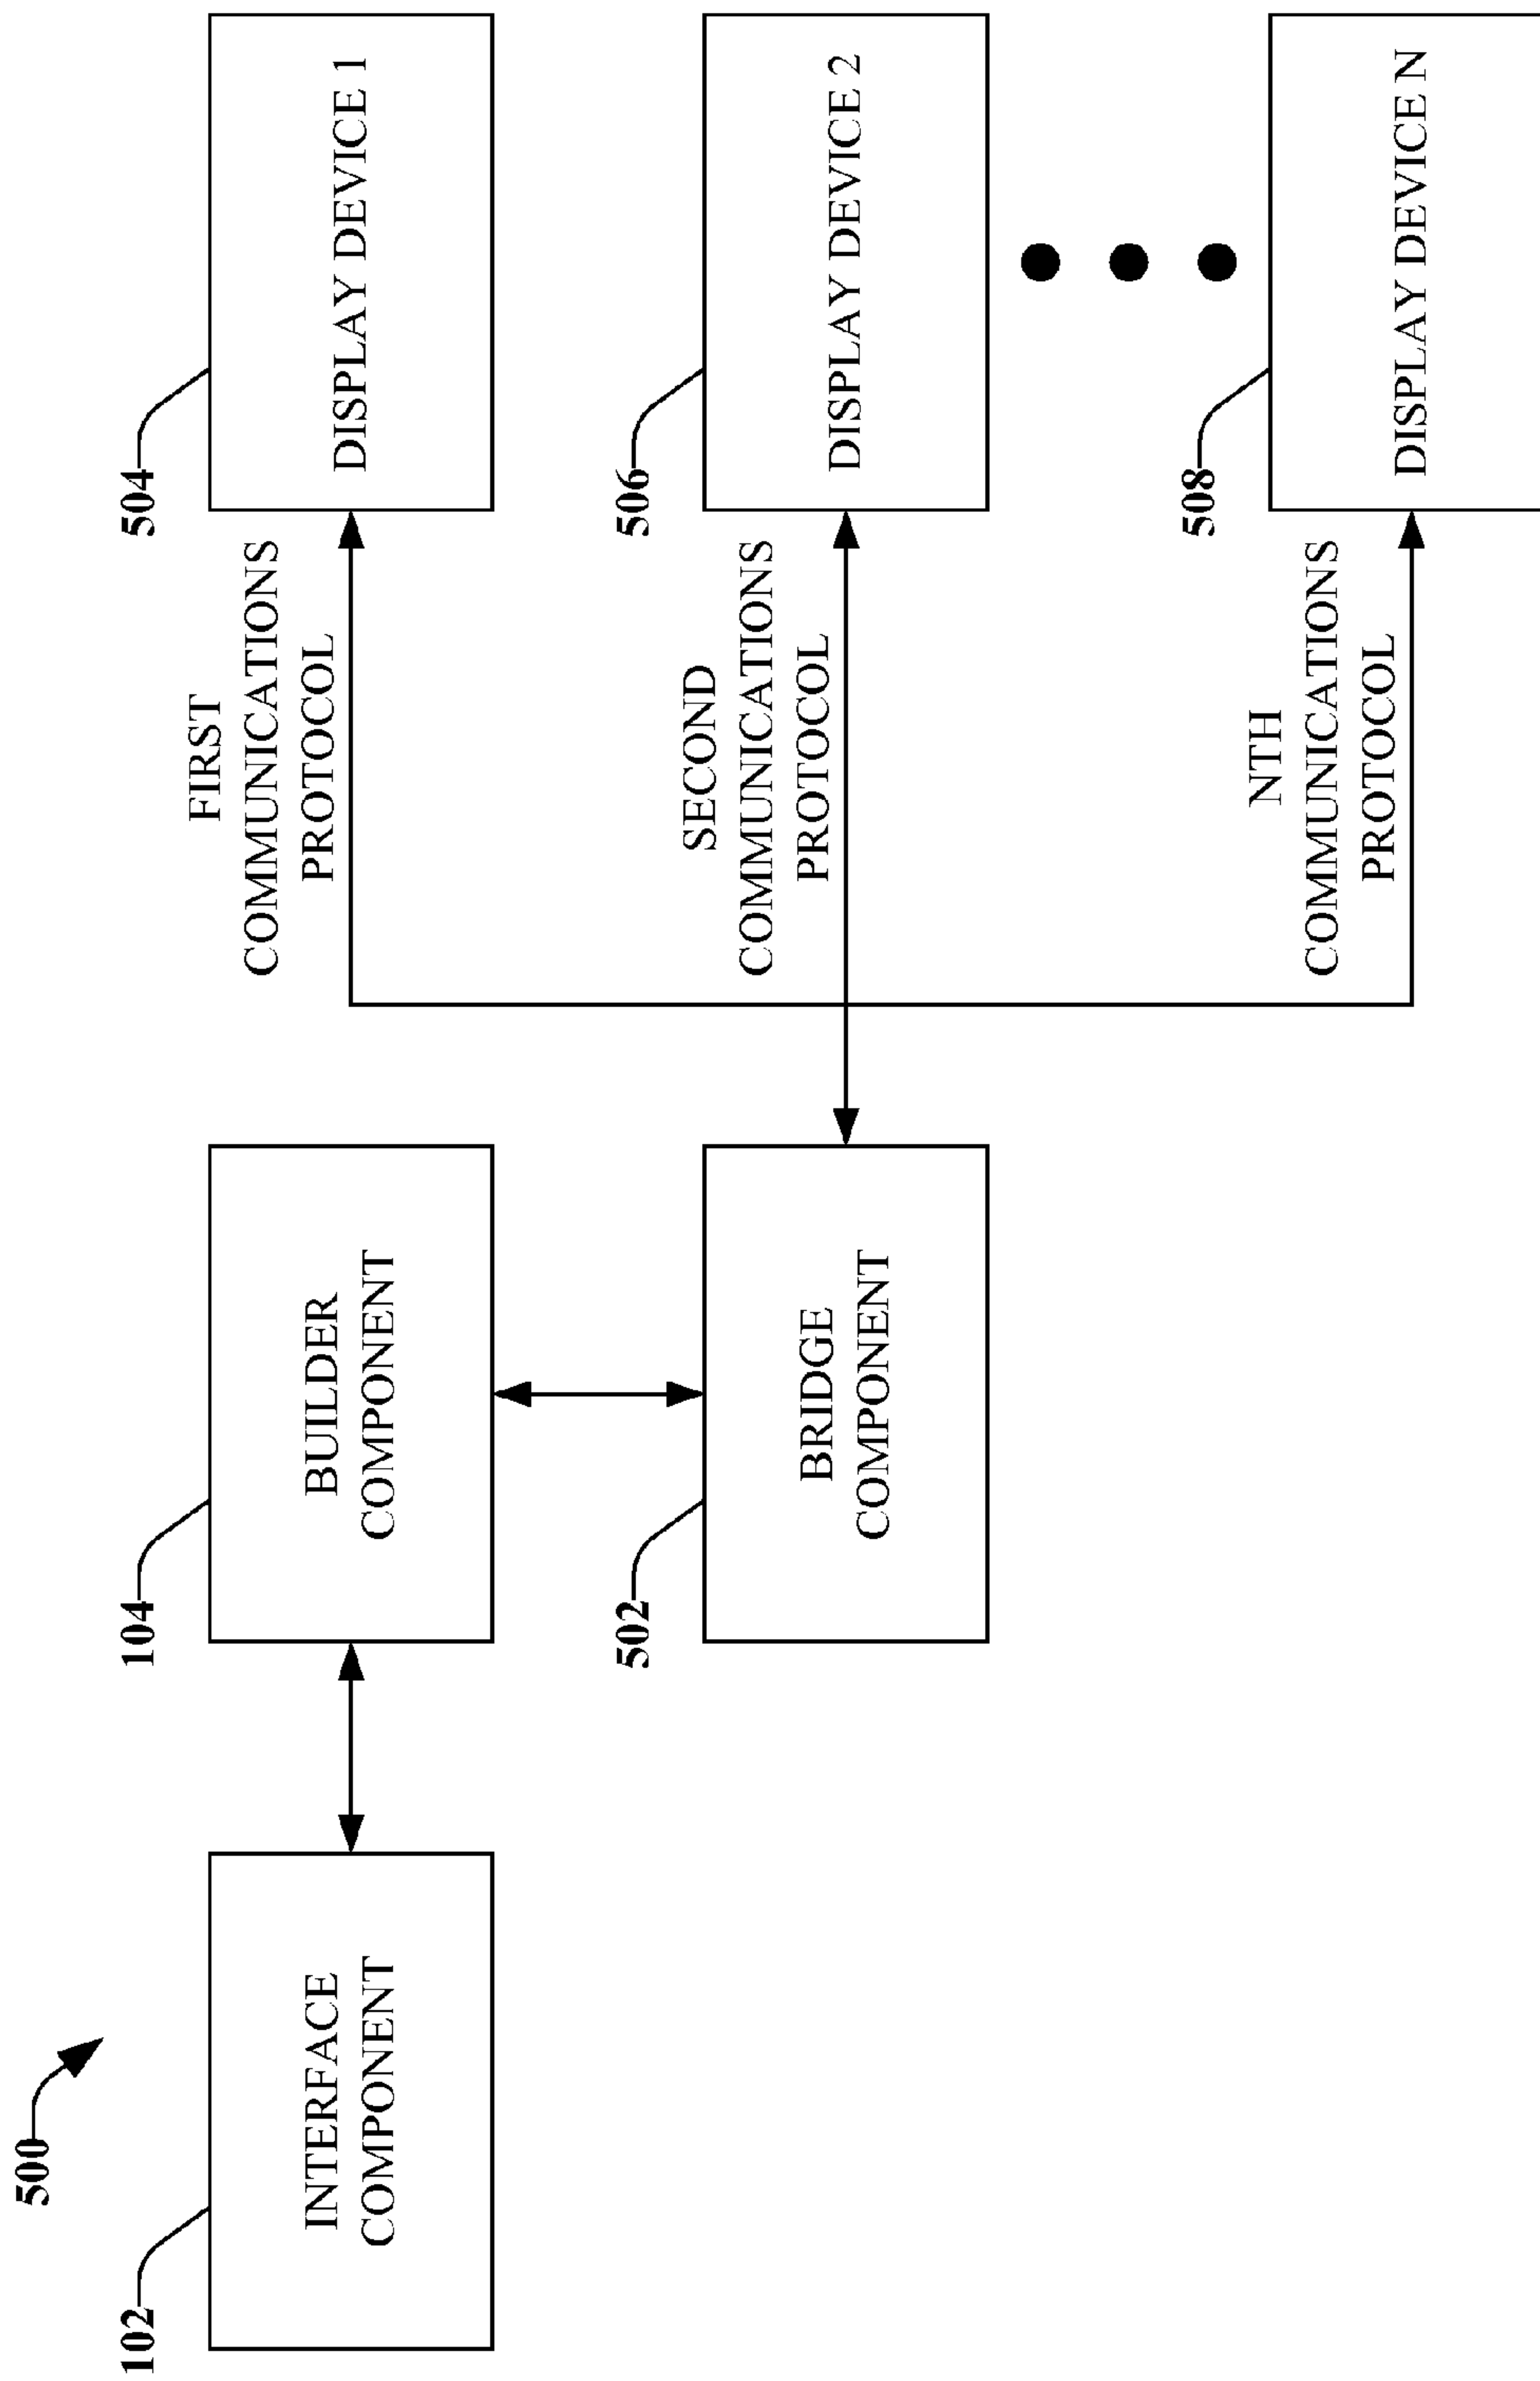 500
102
INTERFACE
COMPONENT
104
BUILDER
COMPONENT
502
BRIDGE
COMPONENT
FIRST
COMMUNICATIONS
PROTOCOL
504
DISPLAY DEVICE 1
SECOND
COMMUNICATIONS
PROTOCOL
506
DISPLAY DEVICE 2
NTH
COMMUNICATIONS
PROTOCOL
508
DISPLAY DEVICE N